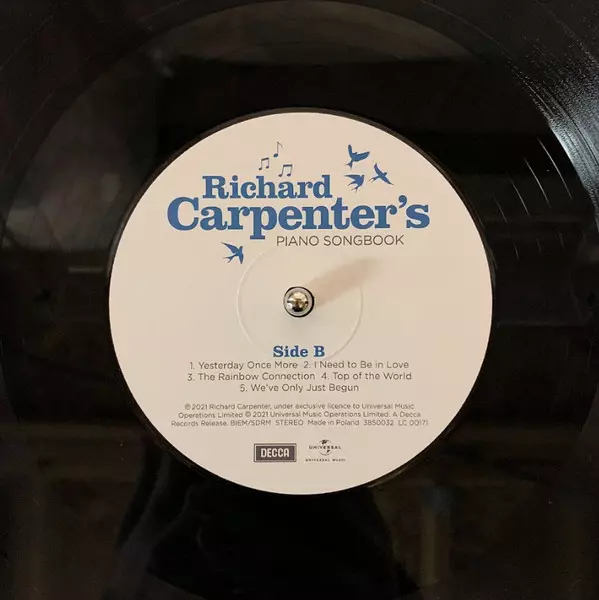 Richard
Carpenter's
PIANO SONGBOOK
Side B
1. Yesterday Once More 2. I Need to Be in Love
3. The Rainbow Connection 4. Top of the World
5. We've Only Just Begun
℗ 2021 Richard Carpenter, under exclusive licence to Universal Music
Operations Limited © 2021 Universal Music Operations Limited. A Decca
Records Release. BIEM/SDRM STEREO Made in Poland 3850032 LC 00171
DECCA
UNIVERSAL
UNIVERSAL MUSIC